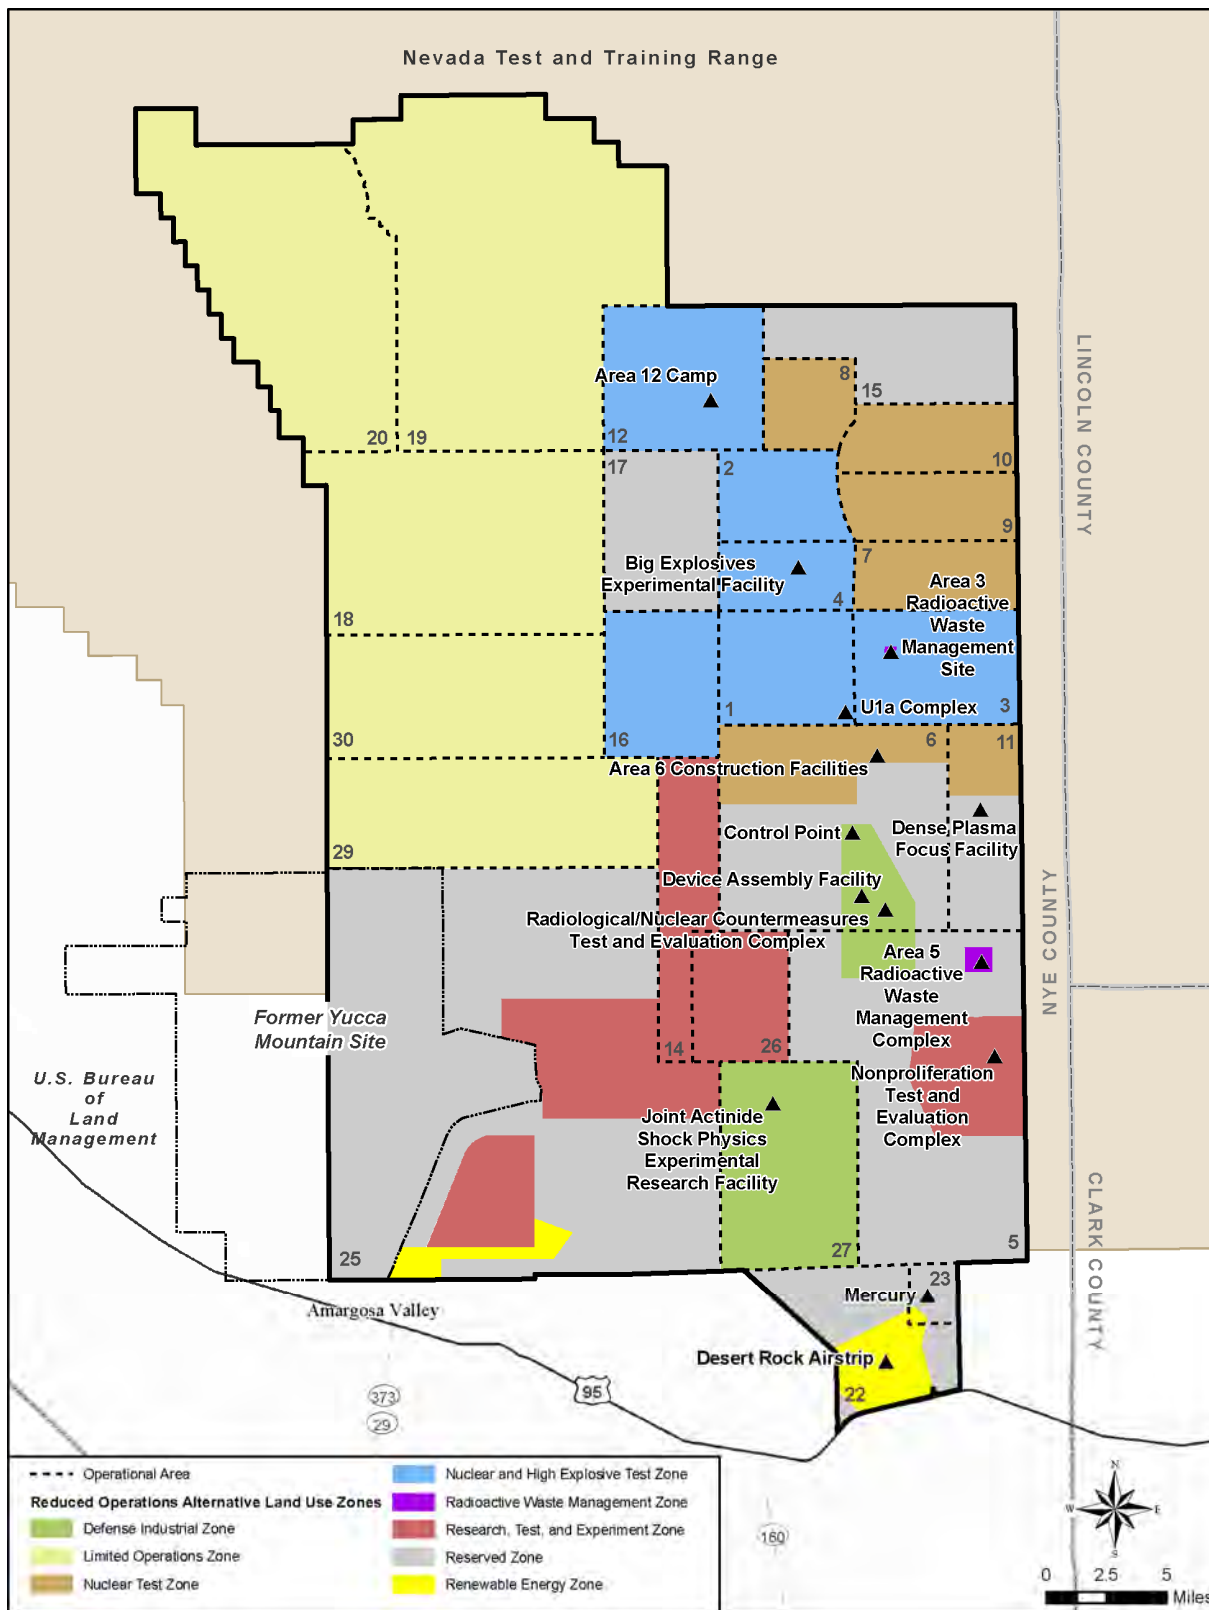 Nevada Test and Training Range
LINCOLN COUNTY
Area 12 Camp
8
15
20
19
12
17
2
10
9
7
Big Explosives
Experimental Facility
4
Area 3
Radioactive
Waste
Management
Site
18
1
U1a Complex
3
30
16
6
11
Area 6 Construction Facilities
Control Point
Dense Plasma
Focus Facility
29
Device Assembly Facility
Radiological/Nuclear Countermeasures
Test and Evaluation Complex
NYE COUNTY
Area 5
Radioactive
Waste
Management
Complex
Former Yucca
Mountain Site
14
26
U.S. Bureau
of
Land
Management
Nonproliferation
Test and
Evaluation
Complex
Joint Actinide
Shock Physics
Experimental
Research Facility
CLARK COUNTY
25
27
5
23
Mercury
Amargosa Valley
Desert Rock Airstrip
22
373
95
29
160
Operational Area
Reduced Operations Alternative Land Use Zones
Defense Industrial Zone
Limited Operations Zone
Nuclear Test Zone
Nuclear and High Explosive Test Zone
Radioactive Waste Management Zone
Research, Test, and Experiment Zone
Reserved Zone
Renewable Energy Zone
N
W
E
S
0 2.5 5
Miles